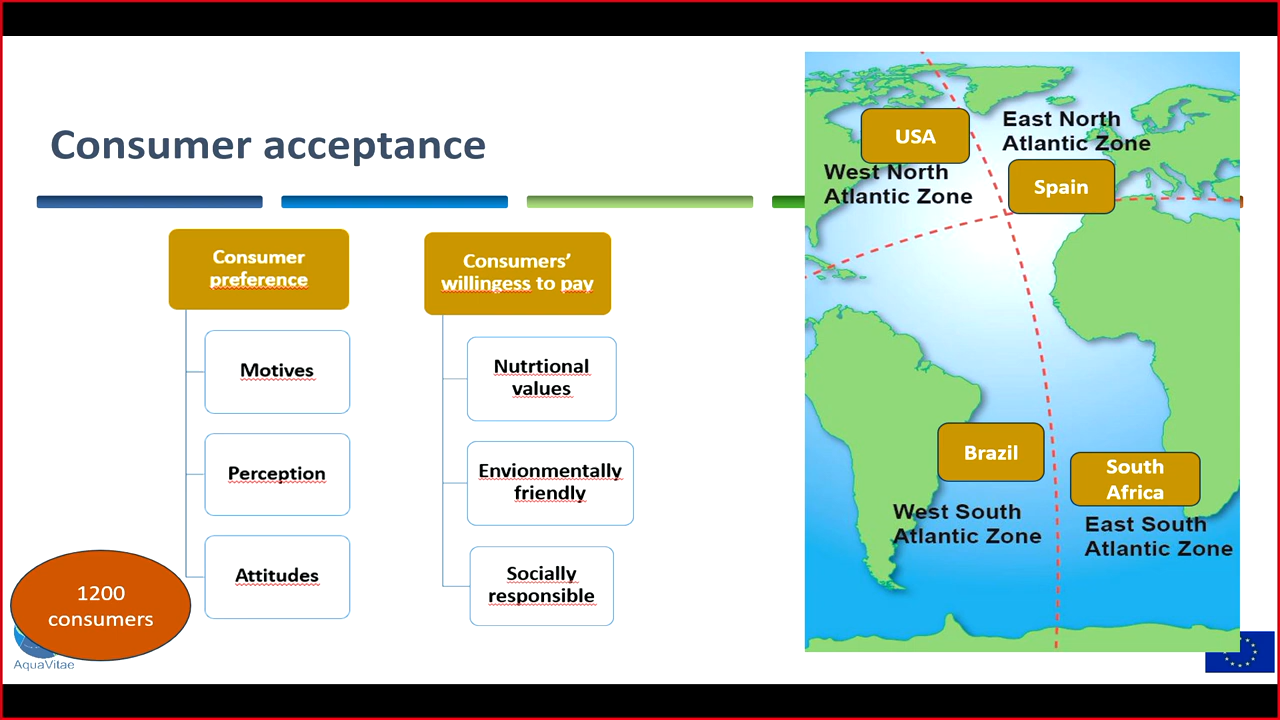 Consumer acceptance
Consumer
preference
Motives
Perception
Attitudes
Consumers’
willingess to pay
Nutrtional
values
Envionmentally
friendly
Socially
responsible
1200
consumers
AquaVitae
USA
West North
Atlantic Zone
East North
Atlantic Zone
Spain
Brazil
West South
Atlantic Zone
South
Africa
East South
Atlantic Zone